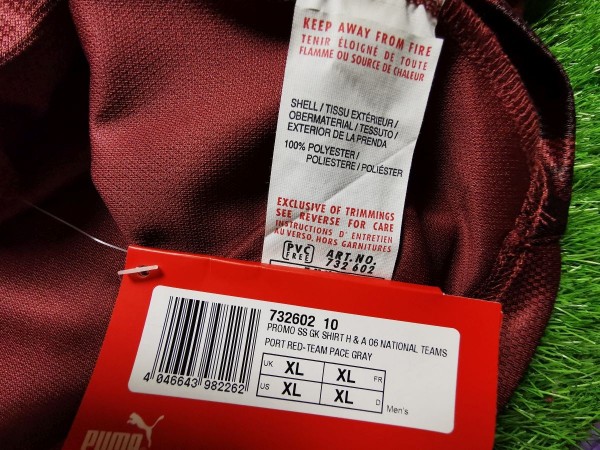 KEEP AWAY FROM FIRE
TENIR ÉLOIGNE DE TOUTE
FLAMME OU SOURCE DE CHALEUR
SHELL / TISSU EXTÉRIEUR /
OBERMATERIAL / TESSUTO /
EXTERIOR DE LA PRENDA
100% POLYESTER /
POLIESTERE / POLIÉSTER
EXCLUSIVE OF TRIMMINGS
SEE REVERSE FOR CARE
INSTRUCTIONS D'ENTRETIEN
AU VERSO, HORS GARNITURES
PVC FREE
ART.NO.
732 602
732602 10
PROMO SS GK SHIRT H & A 06 NATIONAL TEAMS
PORT RED-TEAM PACE GRAY
UK XL XL FR
US XL XL D
Men's
4 046643 982262
PUMA